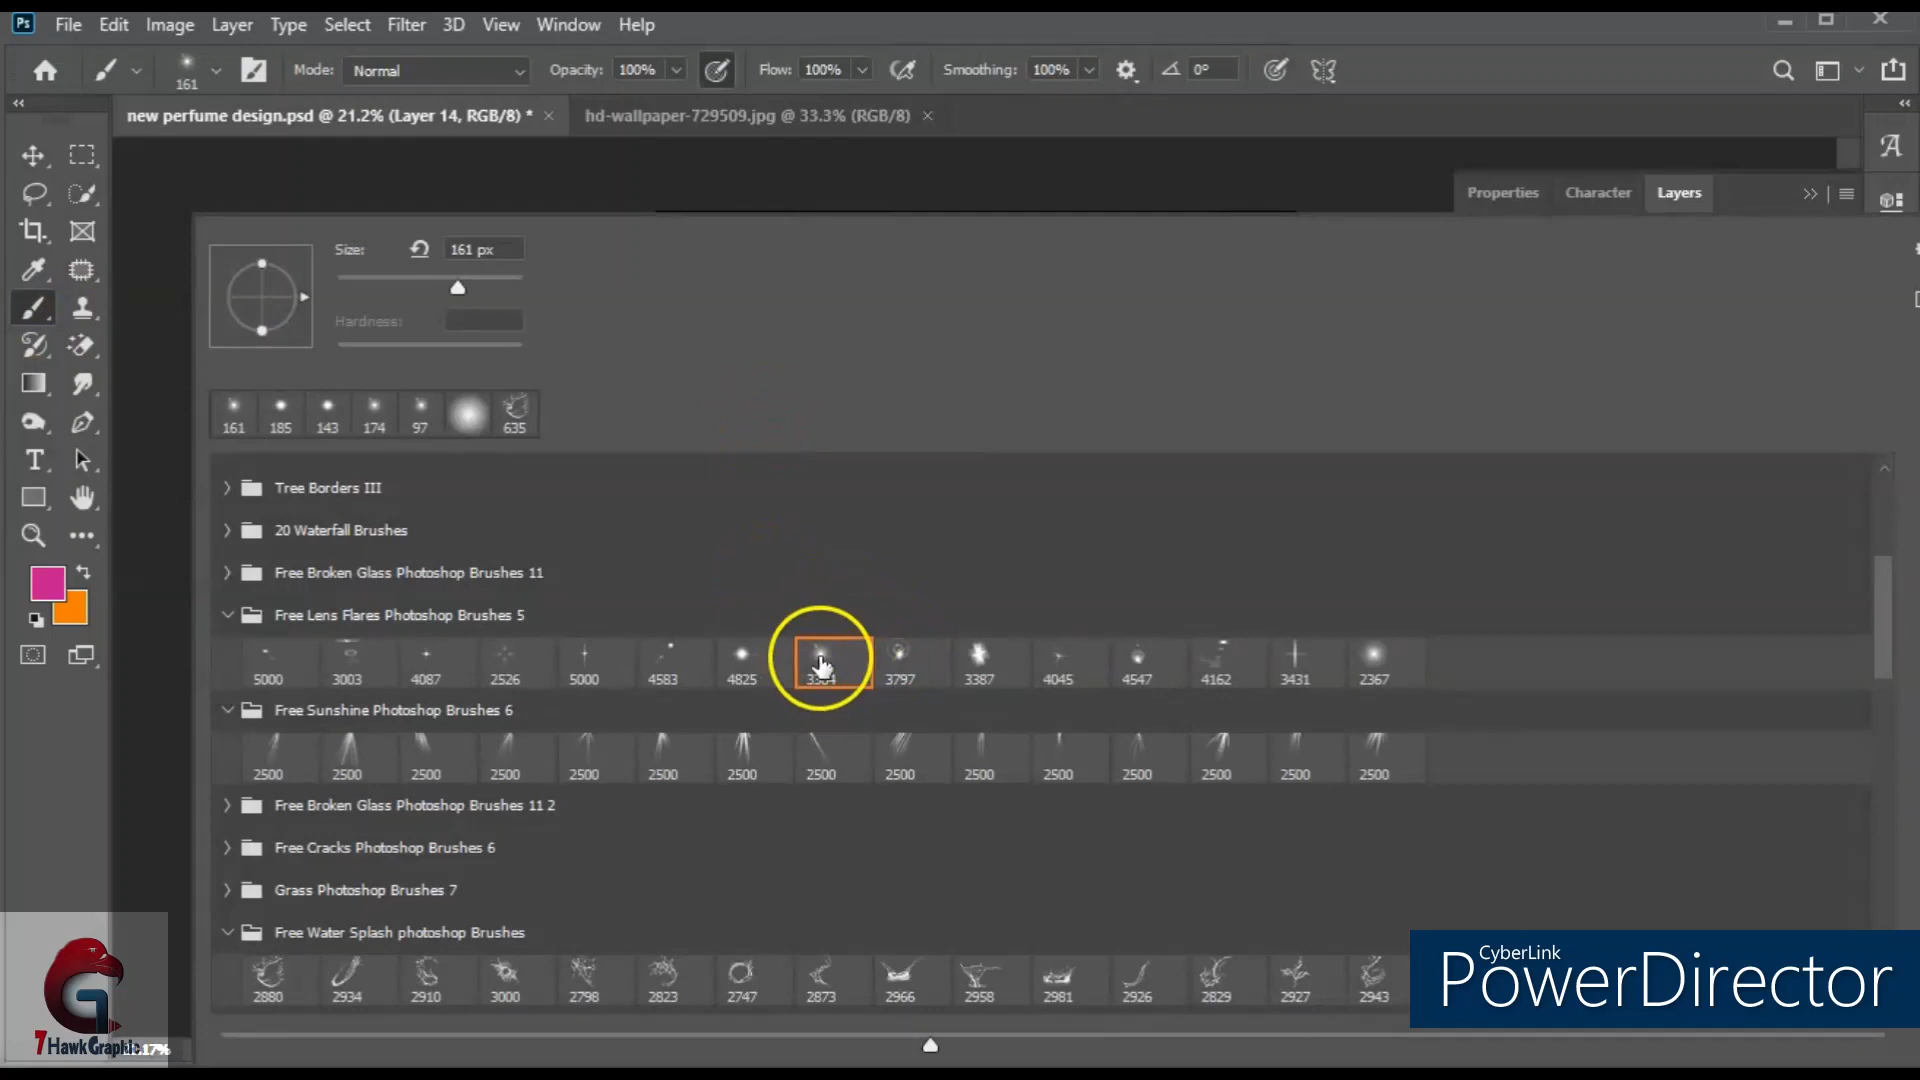 Ps File Edit Image Layer Type Select Filter 3D View Window Help
161 Mode: Normal Opacity: 100% Flow: 100% Smoothing: 100% 0°
new perfume design.psd @ 21.2% (Layer 14, RGB/8) * hd-wallpaper-729509.jpg @ 33.3% (RGB/8)
Properties Character Layers
Size: 161 px
Hardness:
161 185 143 174 97 635
Tree Borders III
20 Waterfall Brushes
Free Broken Glass Photoshop Brushes 11
Free Lens Flares Photoshop Brushes 5
5000 3003 4087 2526 5000 4583 4825 3797 3387 4045 4547 4162 3431 2367
Free Sunshine Photoshop Brushes 6
2500 2500 2500 2500 2500 2500 2500 2500 2500 2500 2500 2500 2500 2500 2500
Free Broken Glass Photoshop Brushes 11 2
Free Cracks Photoshop Brushes 6
Grass Photoshop Brushes 7
Free Water Splash photoshop Brushes
2880 2934 2910 3000 2798 2823 2747 2873 2966 2958 2981 2926 2829 2927 2943
7 Hawk Graphic
CyberLink
PowerDirector